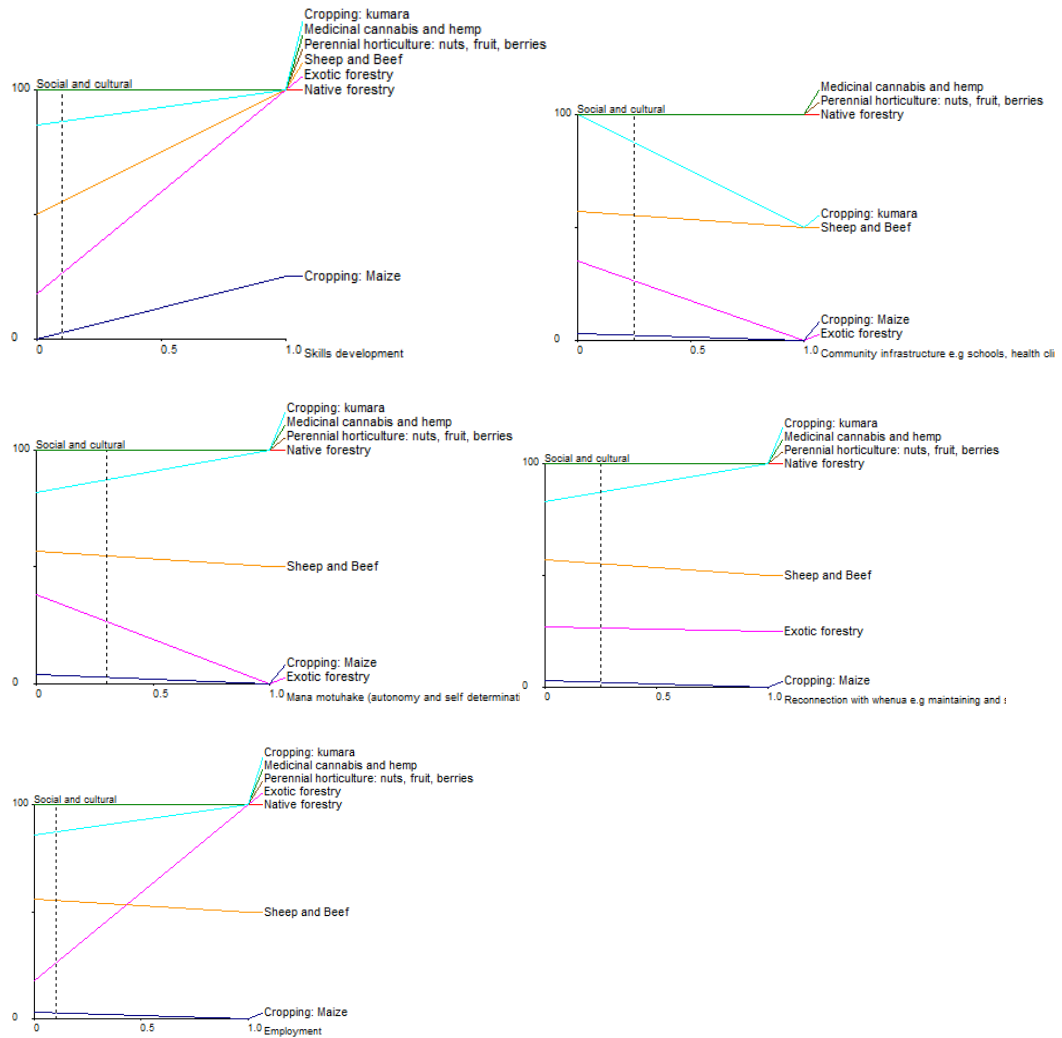 Cropping: kumara
Medicinal cannabis and hemp
Perennial horticulture: nuts, fruit, berries
Sheep and Beef
Exotic forestry
Native forestry
100
Social and cultural
Cropping: Maize
0
0
0.5
1.0
Skills development
Medicinal cannabis and hemp
Perennial horticulture: nuts, fruit, berries
Native forestry
100
Social and cultural
Cropping: kumara
Sheep and Beef
Cropping: Maize
Exotic forestry
0
0
0.5
1.0
Community infrastructure e.g schools, health cli
Cropping: kumara
Medicinal cannabis and hemp
Perennial horticulture: nuts, fruit, berries
Native forestry
100
Social and cultural
Sheep and Beef
Cropping: Maize
Exotic forestry
0
0
0.5
1.0
Mana motuhake (autonomy and self determinati
Cropping: kumara
Medicinal cannabis and hemp
Perennial horticulture: nuts, fruit, berries
Native forestry
100
Social and cultural
Sheep and Beef
Exotic forestry
Cropping: Maize
0
0
0.5
1.0
Reconnection with whenua e.g maintaining and s
Cropping: kumara
Medicinal cannabis and hemp
Perennial horticulture: nuts, fruit, berries
Exotic forestry
Native forestry
100
Social and cultural
Sheep and Beef
Cropping: Maize
0
0
0.5
1.0
Employment